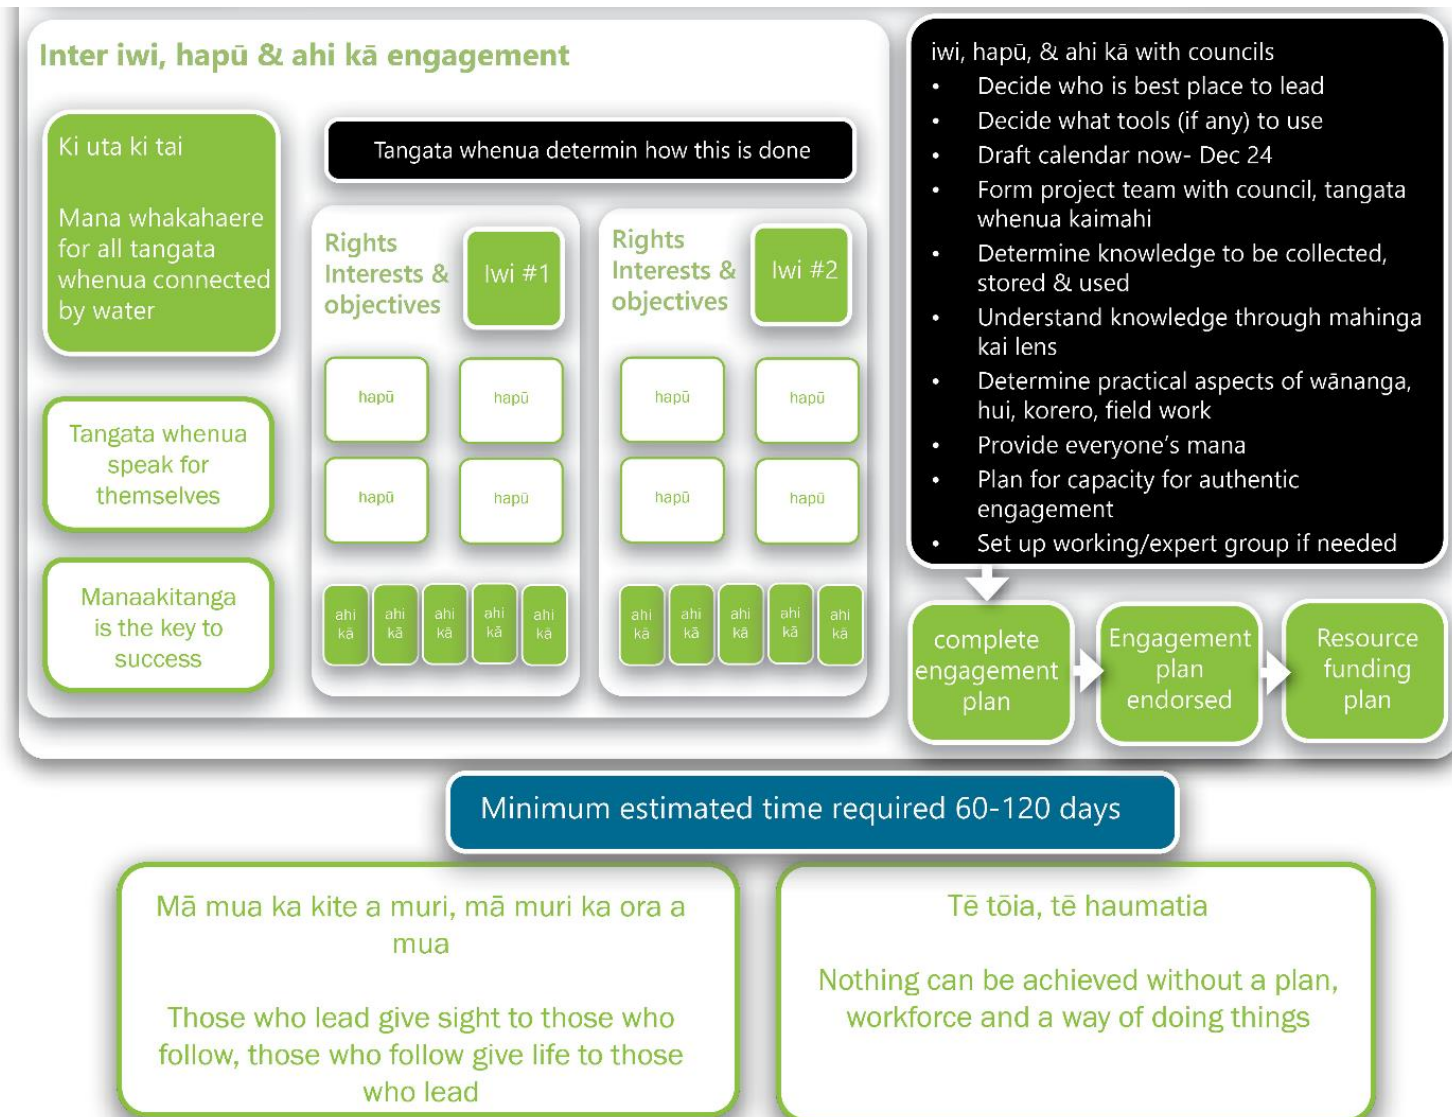 Inter iwi, hapū & ahi kā engagement
Ki uta ki tai
Mana whakahaere
for all tangata
whenua connected
by water
Tangata whenua
speak for
themselves
Manaakitanga
is the key to
success
Tangata whenua determin how this is done
Rights
Interests &
objectives
Iwi #1
hapū
hapū
hapū
hapū
ahi
kā
ahi
kā
ahi
kā
ahi
kā
ahi
kā
Rights
Interests &
objectives
Iwi #2
hapū
hapū
hapū
hapū
ahi
kā
ahi
kā
ahi
kā
ahi
kā
ahi
kā
iwi, hapū, & ahi kā with councils
• Decide who is best place to lead
• Decide what tools (if any) to use
• Draft calendar now- Dec 24
• Form project team with council, tangata
whenua kaimahi
• Determine knowledge to be collected,
stored & used
• Understand knowledge through mahinga
kai lens
• Determine practical aspects of wānanga,
hui, korero, field work
• Provide everyone's mana
• Plan for capacity for authentic
engagement
• Set up working/expert group if needed
complete
engagement
plan
Engagement
plan
endorsed
Resource
funding
plan
Minimum estimated time required 60-120 days
Mā mua ka kite a muri, mā muri ka ora a
mua
Those who lead give sight to those who
follow, those who follow give life to those
who lead
Tē tōia, tē haumatia
Nothing can be achieved without a plan,
workforce and a way of doing things